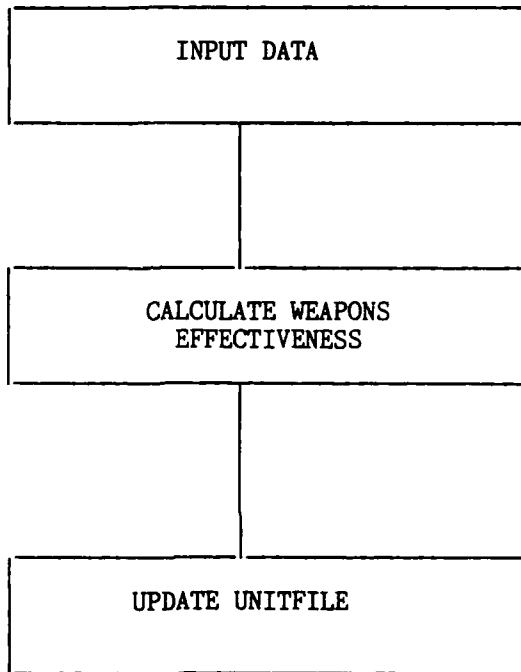 INPUT DATA
CALCULATE WEAPONS
EFFECTIVENESS
UPDATE UNITFILE